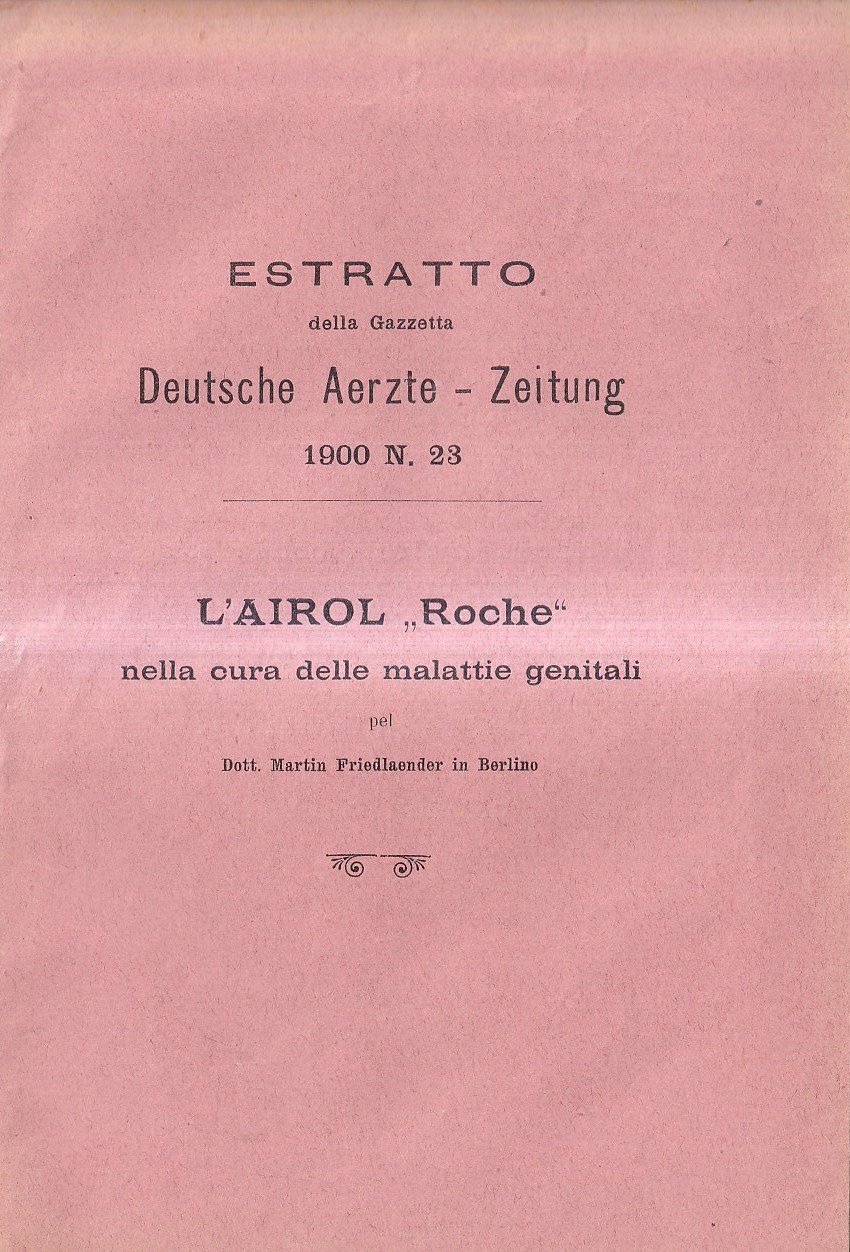 ESTRATTO
della Gazzetta
Deutsche Aerzte - Zeitung
1900 N. 23
L'AIROL „Roche“
nella cura delle malattie genitali
pel
Dott. Martin Friedlaender in Berlino